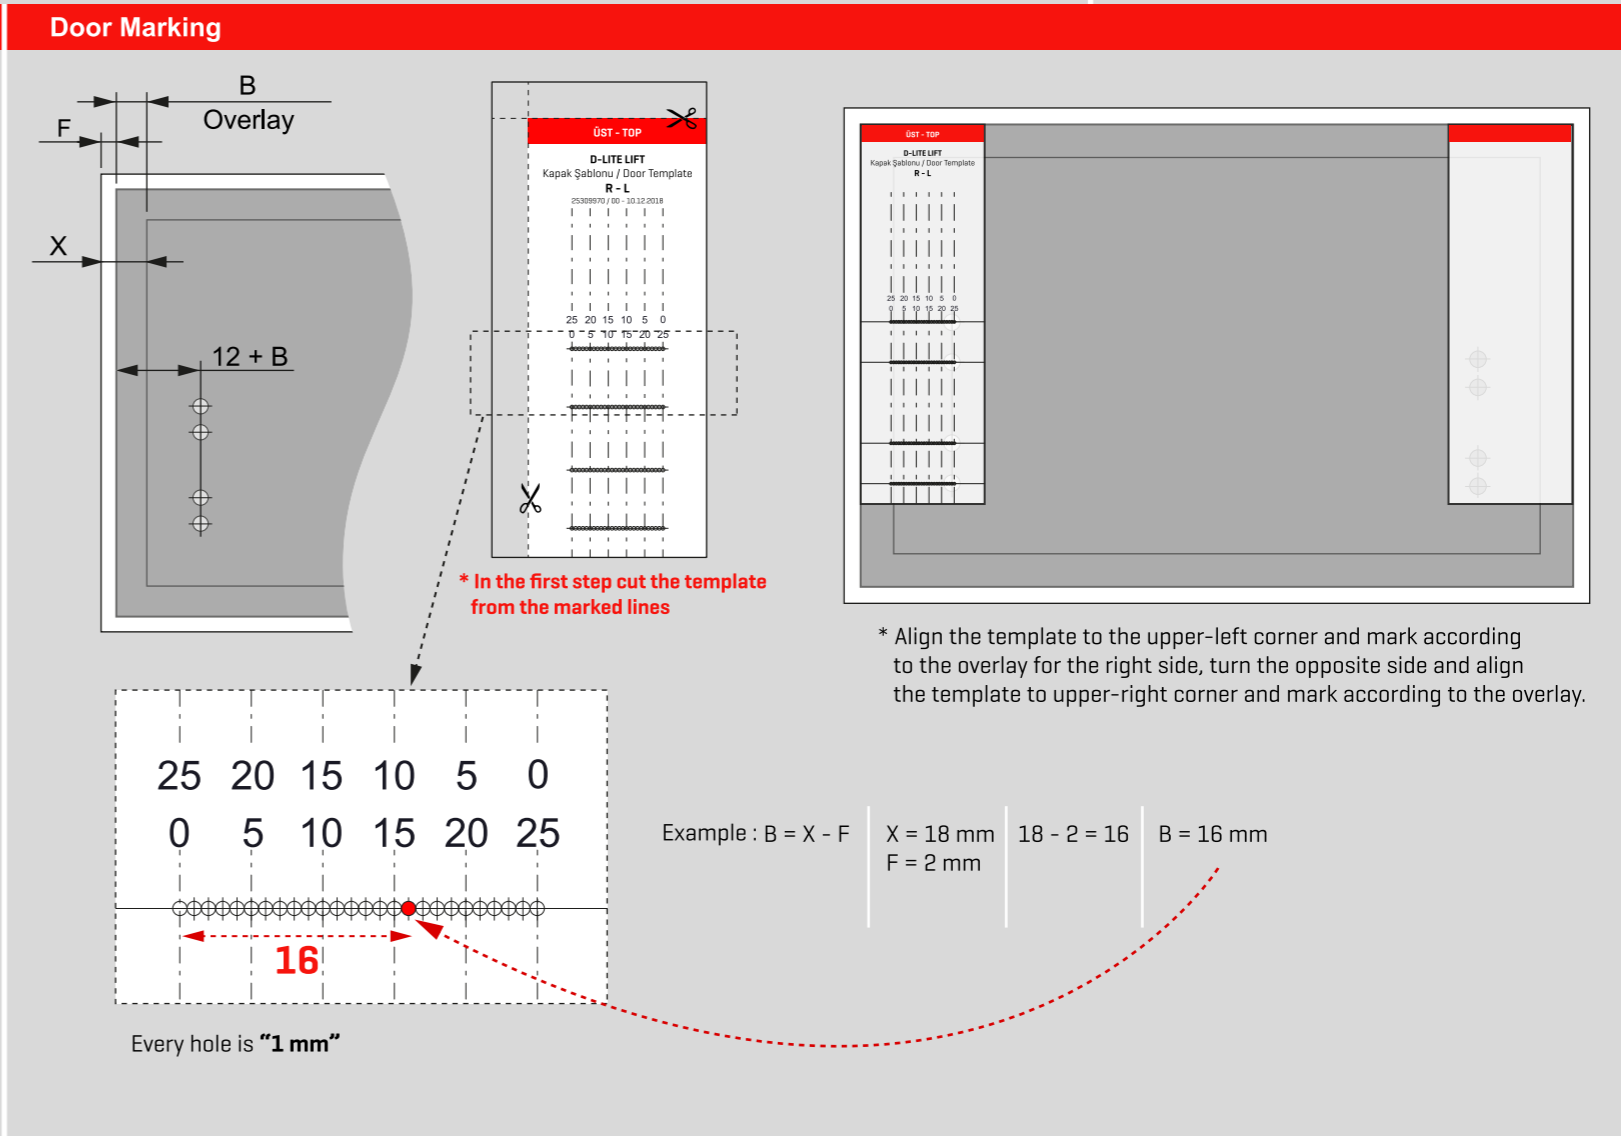 Door Marking
B
Overlay
F
X
12 + B
ÜST - TOP
D-LITE LIFT
Kapak Şablonu / Door Template
R - L
25309970 / 00 - 10.12.2018
25 20 15 10 5 0
0 5 10 15 20 25
* In the first step cut the template
from the marked lines
ÜST - TOP
D-LITE LIFT
Kapak Şablonu / Door Template
R - L
25 20 15 10 5 0
0 5 10 15 20 25
* Align the template to the upper-left corner and mark according
to the overlay for the right side, turn the opposite side and align
the template to upper-right corner and mark according to the overlay.
25 20 15 10 5 0
0 5 10 15 20 25
16
Every hole is “1 mm”
Example : B = X - F
X = 18 mm
F = 2 mm
18 - 2 = 16
B = 16 mm